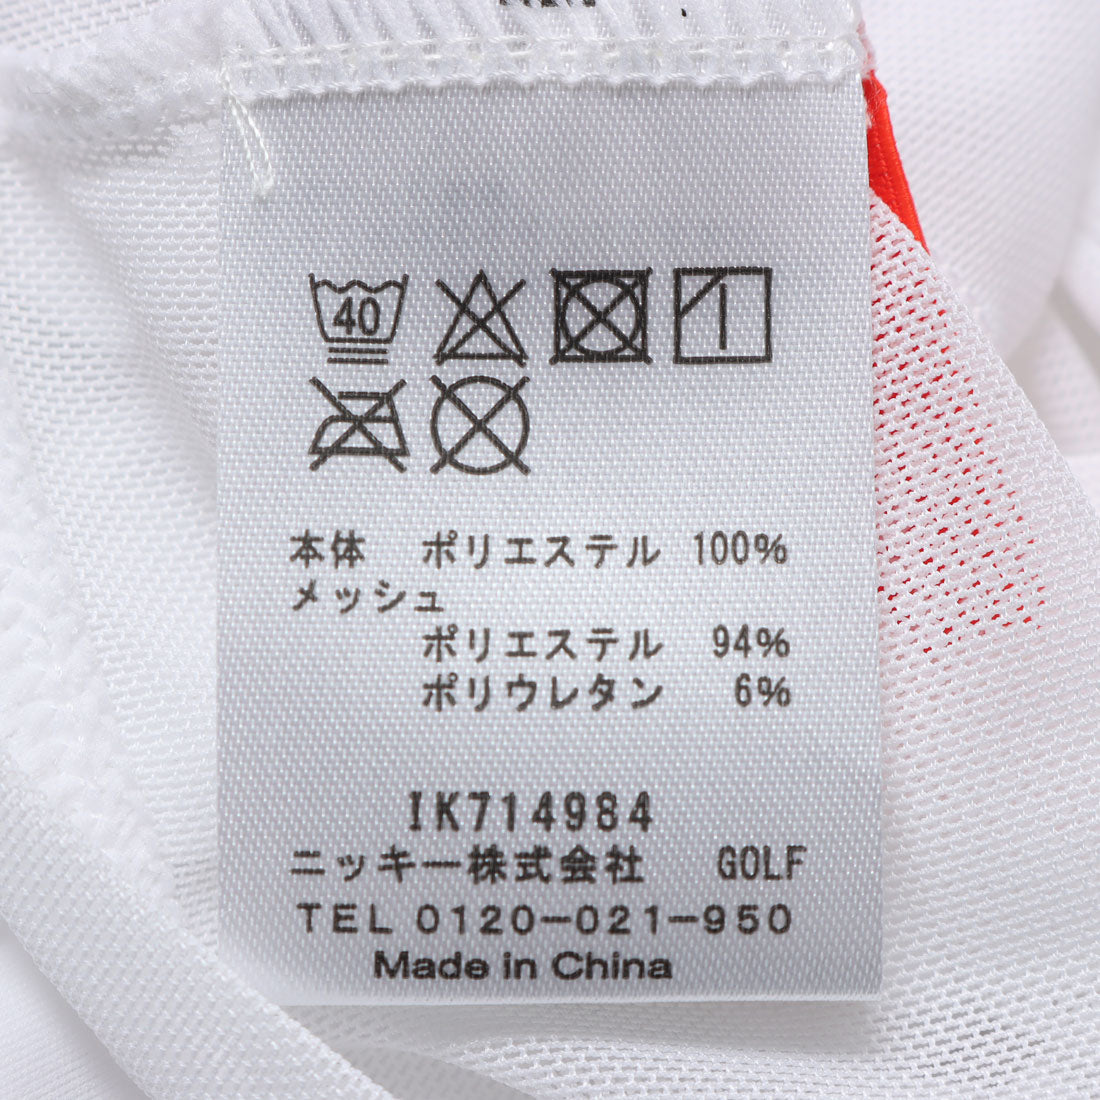 40
本体 ポリエステル 100%
メッシュ
ポリエステル 94%
ポリウレタン 6%
IK714984
ニッキー株式会社 GOLF
TEL 0120-021-950
Made in China